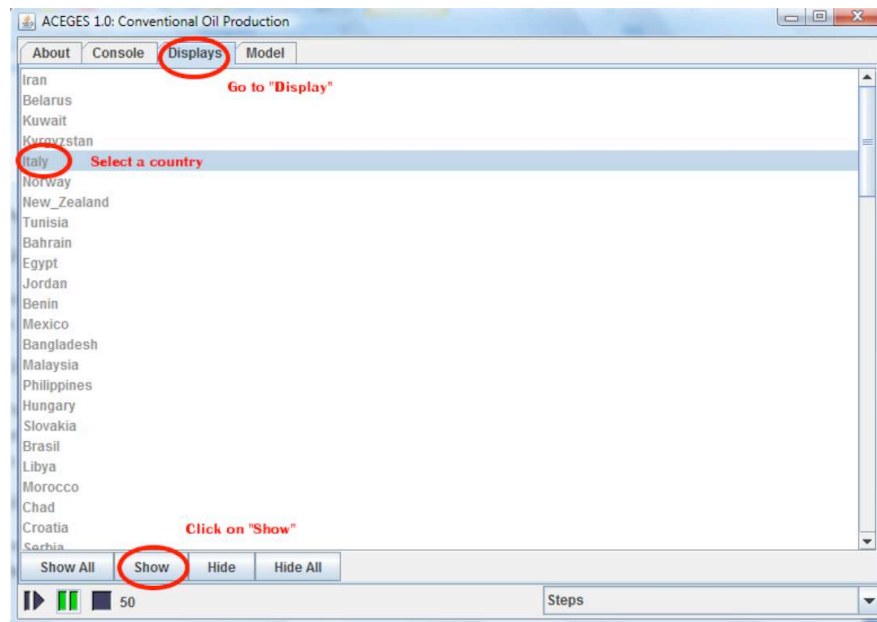 ACEGES 1.0: Conventional Oil Production
About Console Displays Model
Iran
Go to "Display"
Belarus
Kuwait
Kyrgyzstan
Italy Select a country
Norway
New_Zealand
Tunisia
Bahrain
Egypt
Jordan
Benin
Mexico
Bangladesh
Malaysia
Philippines
Hungary
Slovakia
Brasil
Libya
Morocco
Chad
Croatia Click on "Show"
Serbia
Show All Show Hide Hide All
50 Steps